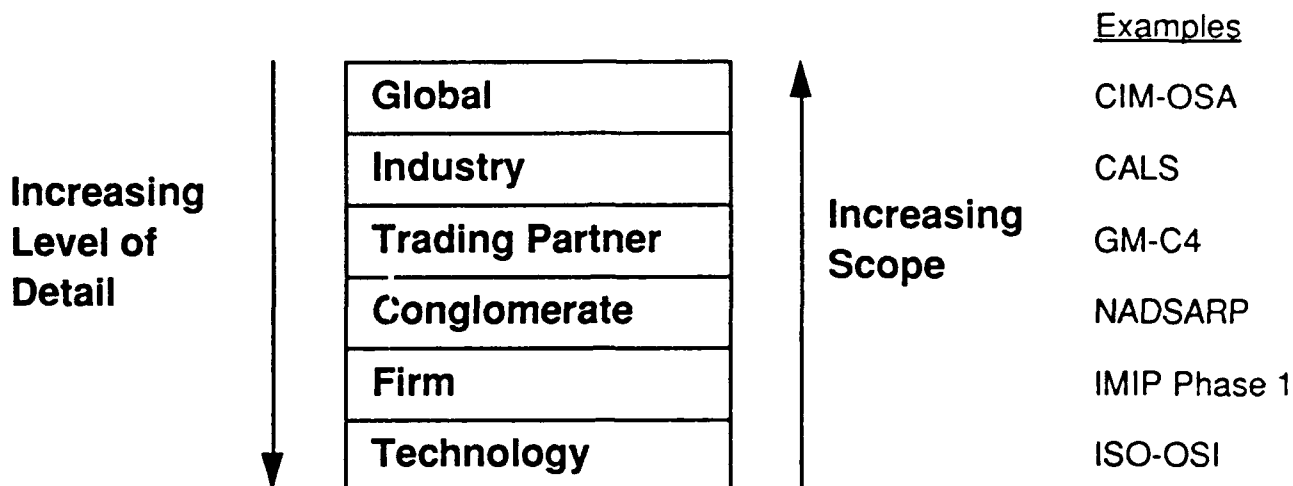 Examples
Global
CIM-OSA
Industry
CALS
Increasing
Level of
Detail
Trading Partner
Increasing
Scope
GM-C4
Conglomerate
NADSARP
Firm
IMIP Phase 1
Technology
ISO-OSI